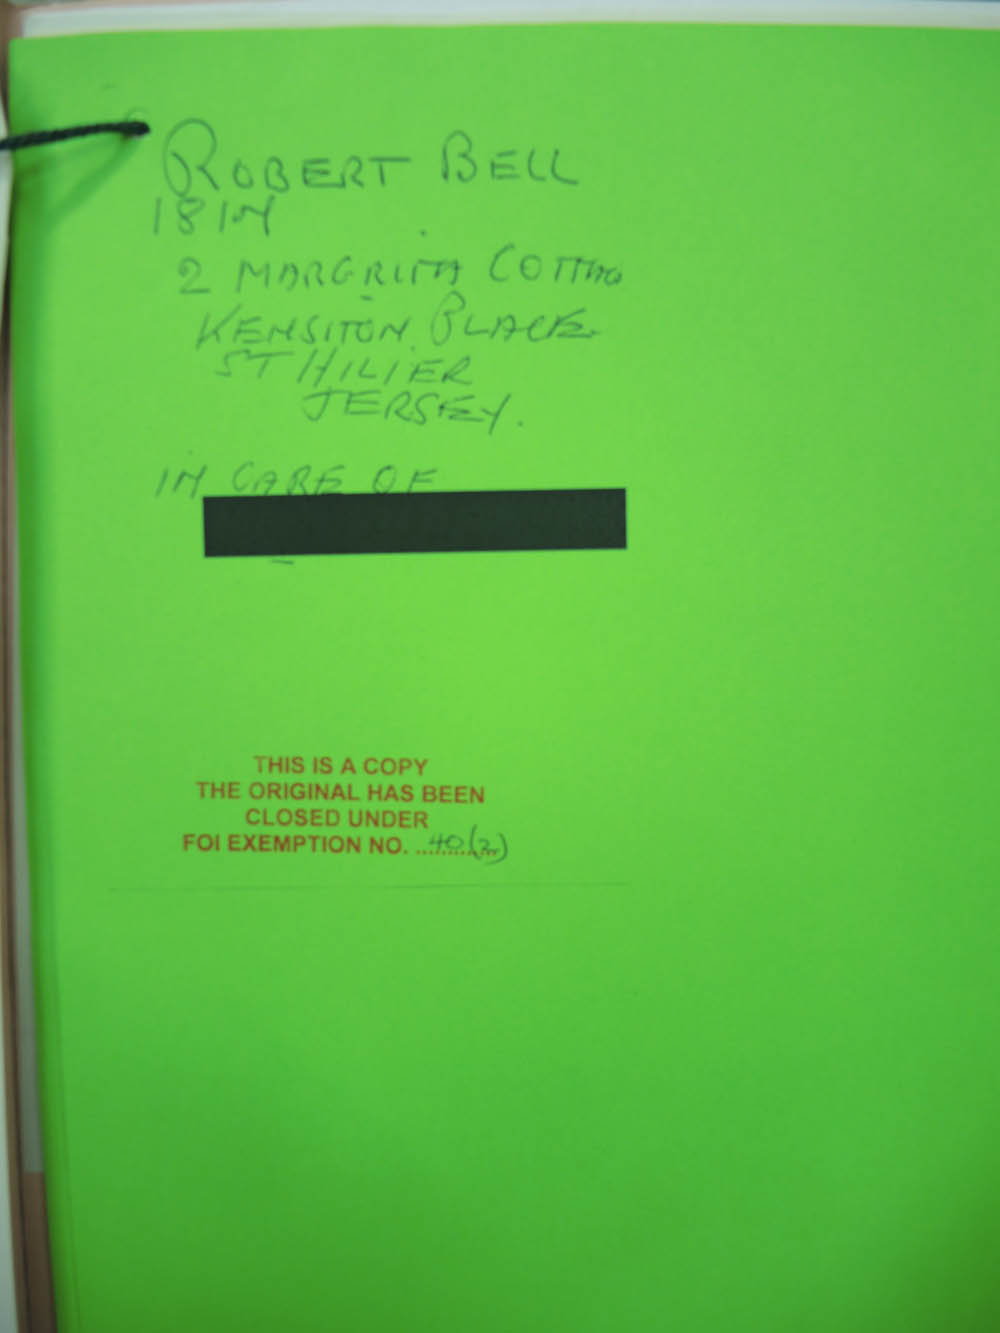 ROBERT BELL
181N
2 MARGRITA COTTAG
KENSITON PLACE
ST HILIER
JERSEY.
IN CARE OF
THIS IS A COPY
THE ORIGINAL HAS BEEN
CLOSED UNDER
FOI EXEMPTION NO. ....40(2)